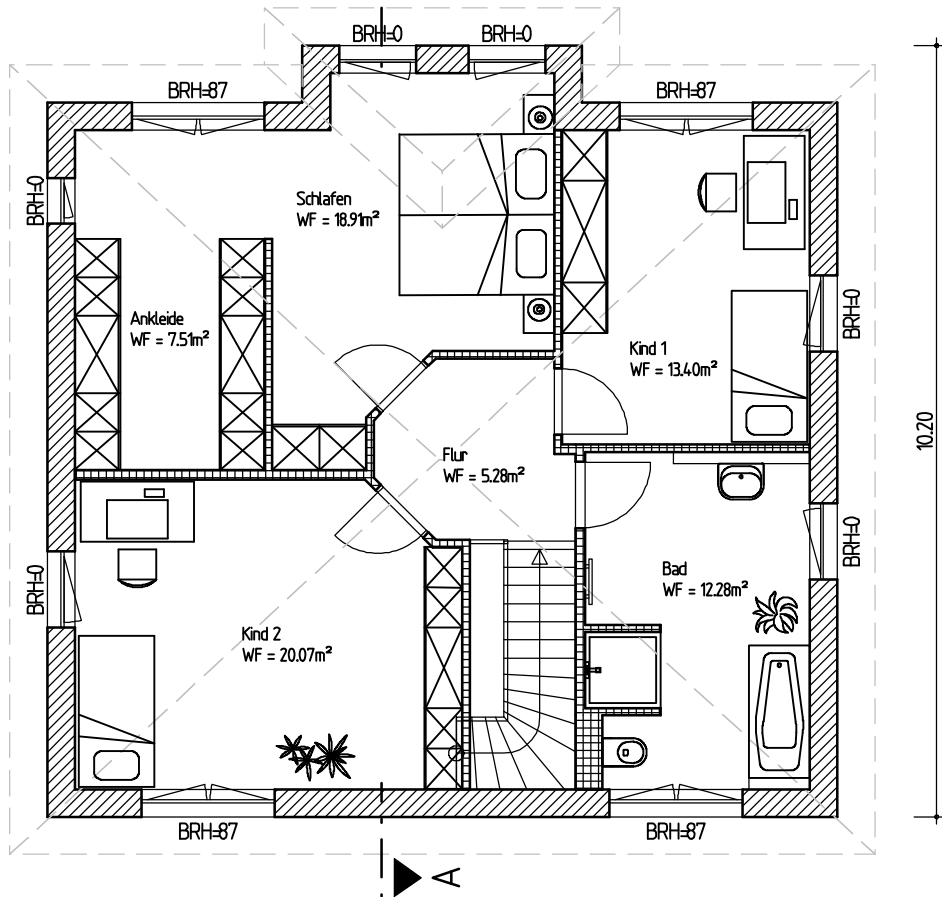 BRH=0
BRH=0
BRH=87
BRH=87
BRH=0
Schlafen
WF = 18.91m²
BRH=0
Ankleide
WF = 7.51m²
Kind 1
WF = 13.40m²
10.20
Flur
WF = 5.28m²
BRH=0
BRH=0
Bad
WF = 12.28m²
Kind 2
WF = 20.07m²
BRH=87
BRH=87
A